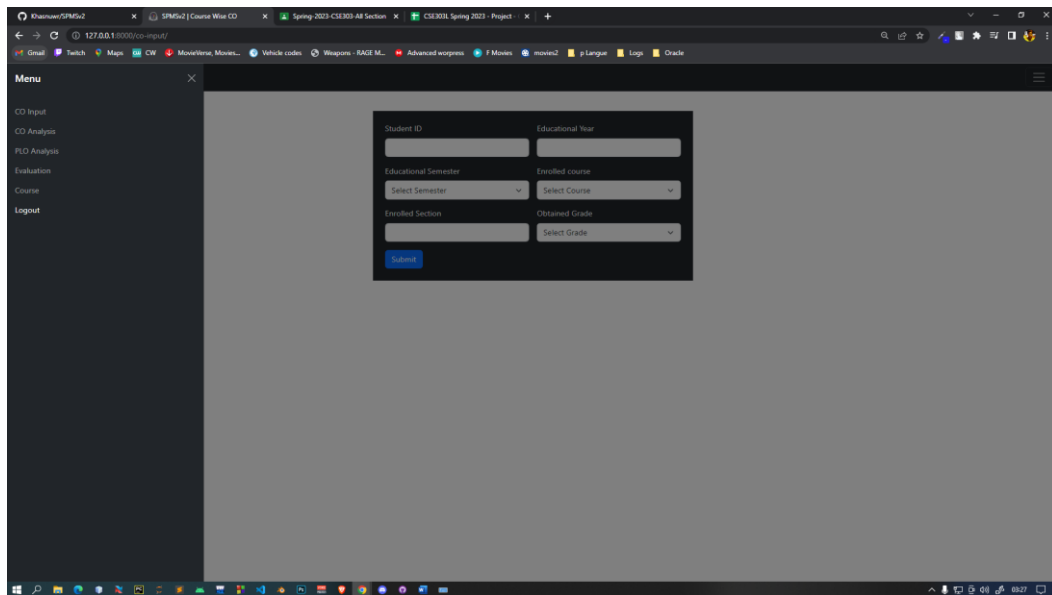 Khasnuwr/SPMSv2
SPMSv2 | Course Wise CO
Spring-2023-CSE303-All Section
CSE303L Spring 2023 - Project -
127.0.0.1:8000/co-input/
Gmail
Twitch
Maps
CW
MovieVerse, Movies...
Vehicle codes
Weapons - RAGE M...
Advanced worpress
F Movies
movies2
p Langue
Logs
Oracle
Menu
CO Input
CO Analysis
PLO Analysis
Evaluation
Course
Logout
Student ID
Educational Year
Educational Semester
Enrolled course
Select Semester
Select Course
Enrolled Section
Obtained Grade
Select Grade
Submit
03:27